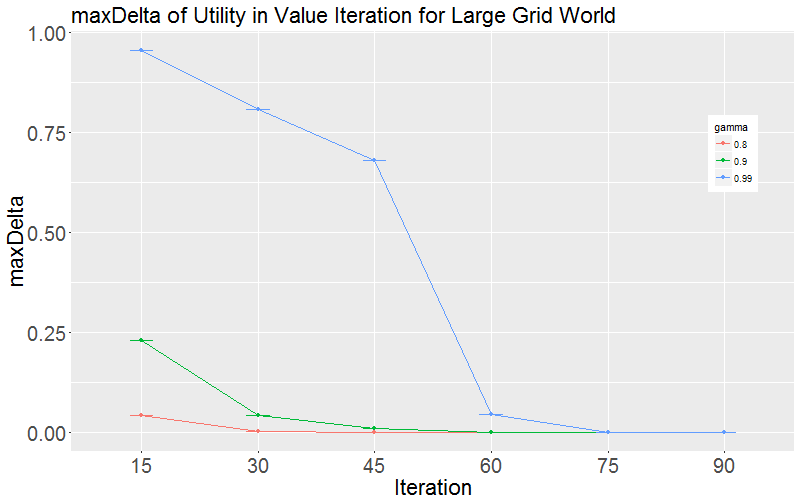 maxDelta of Utility in Value Iteration for Large Grid World
1.00
0.75
0.50
0.25
0.00
maxDelta
gamma
0.8
0.9
0.99
15 30 45 60 75 90
Iteration